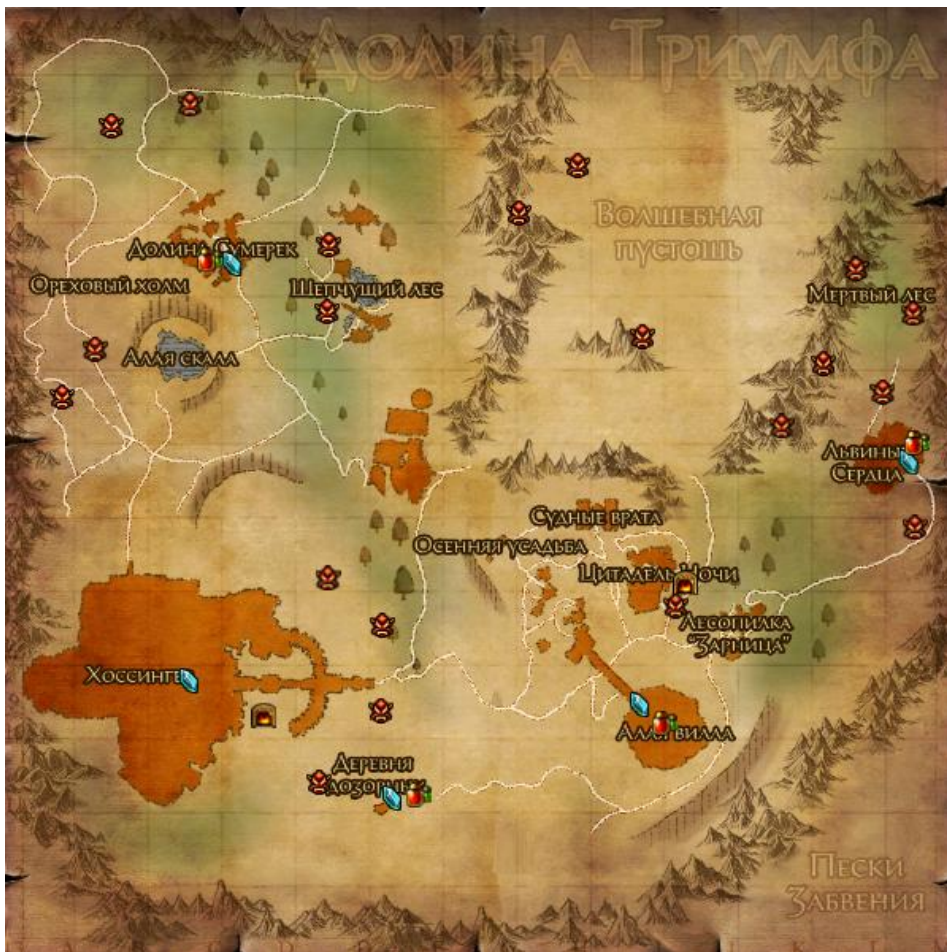 Долина Триумфа
Волшебная
пустошь
Долина Сумерек
Ореховый холм
Шепчущий лес
Мертвый лес
Алая скала
Львиные
Сердца
Судные врата
Осенняя усадьба
Цитадель Ночи
Лесопилка
"Зарница"
Хоссинг
Алая вилла
Деревня
дозорных
Пески
Забвения